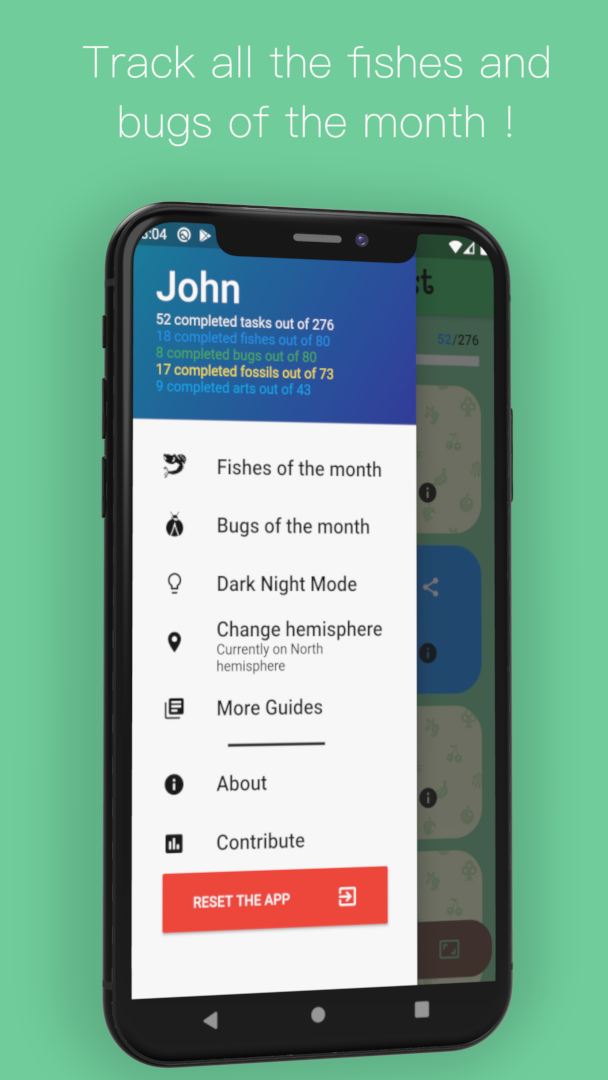 Track all the fishes and
bugs of the month !
John
52 completed tasks out of 276
18 completed fishes out of 80
8 completed bugs out of 80
17 completed fossils out of 73
9 completed arts out of 43
52/276
Fishes of the month
Bugs of the month
Dark Night Mode
Change hemisphere
Currently on North
hemisphere
More Guides
About
Contribute
RESET THE APP